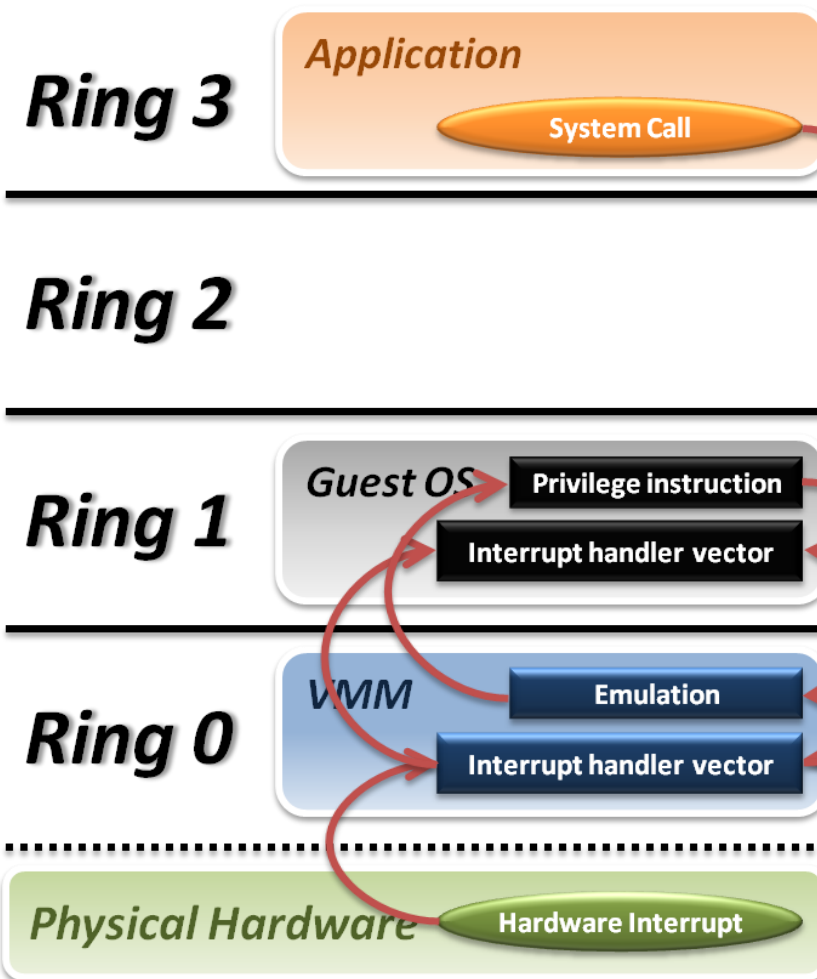 Application
Ring 3
System Call
Ring 2
Guest OS
Privilege instruction
Ring 1
Interrupt handler vector
VMM
Emulation
Ring 0
Interrupt handler vector
Physical Hardware
Hardware Interrupt